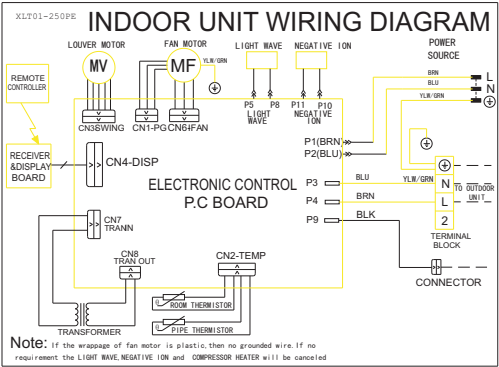 XLT01-250PE
INDOOR UNIT WIRING DIAGRAM
LOUVER MOTOR
FAN MOTOR
LIGHT WAVE
NEGATIVE ION
POWER
SOURCE
MV
MF
YLW/GRN
REMOTE
CONTROLLER
BRN
BLU
YLW/GRN
L
N
P5 P8 P11 P10
LIGHT
WAVE
NEGATIVE
ION
CN3SWING
CN1-PG
CN6-FAN
P1(BRN)
P2(BLU)
RECEIVER
&DISPLAY
BOARD
CN4-DISP
ELECTRONIC CONTROL
P.C BOARD
P3
BLU
YLW/GRN
N
TO OUTDOOR
UNIT
P4
BRN
L
P9
BLK
2
TERMINAL
BLOCK
CN7
TRANIN
CN8
TRAN OUT
CN2-TEMP
CONNECTOR
ROOM THERMISTOR
PIPE THERMISTOR
TRANSFORMER
Note: If the wrappage of fan motor is plastic, then no grounded wire. If no
requirement the LIGHT WAVE, NEGATIVE ION and COMPRESSOR HEATER will be canceled